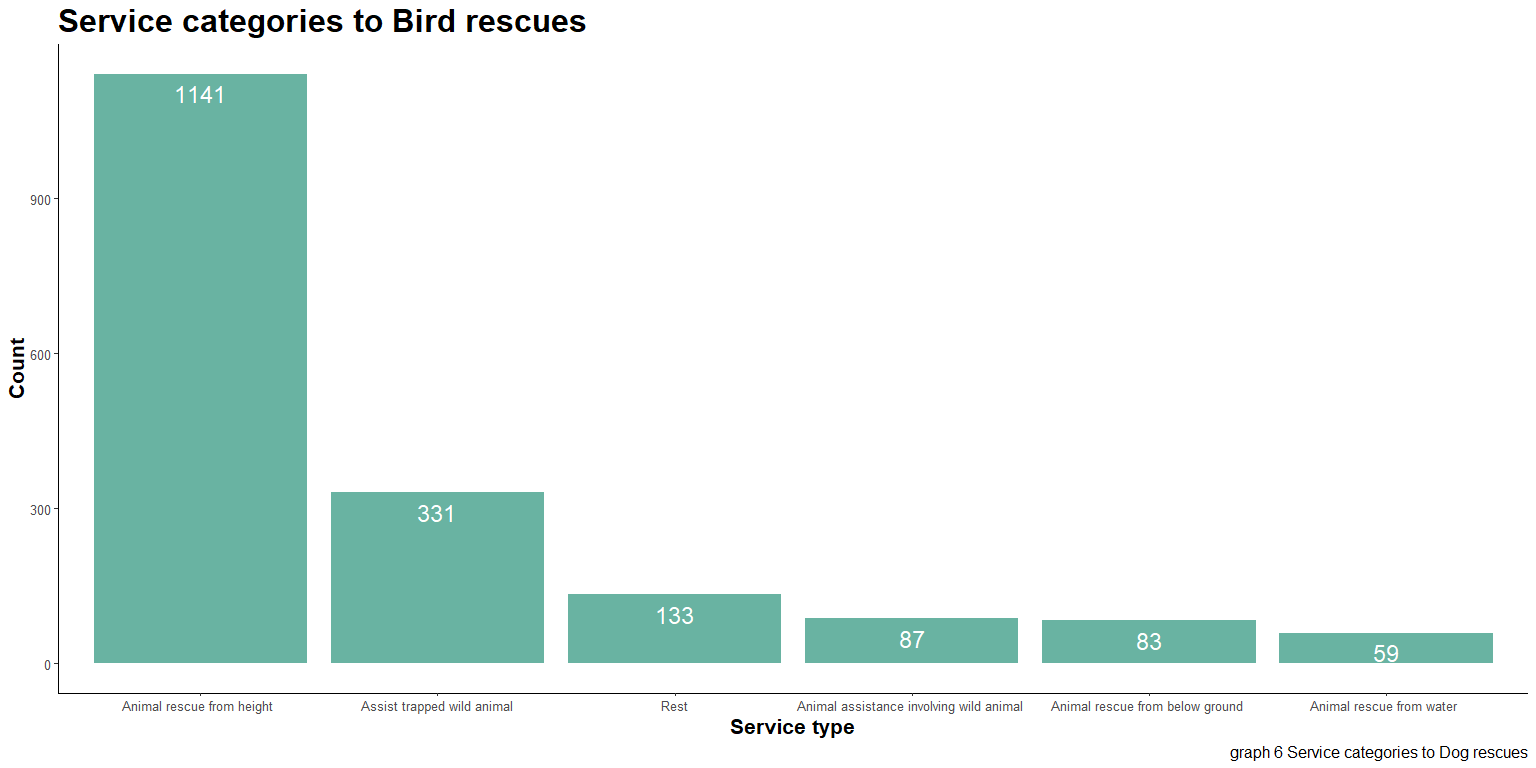 Service categories to Bird rescues
Count
900
600
300
0
1141
331
133
87
83
59
Animal rescue from height
Assist trapped wild animal
Rest
Animal assistance involving wild animal
Animal rescue from below ground
Animal rescue from water
Service type
graph 6 Service categories to Dog rescues